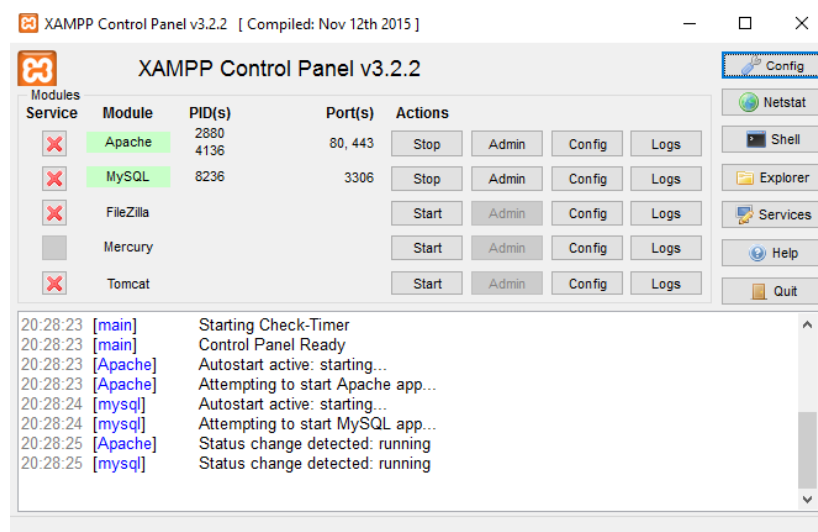 XAMPP Control Panel v3.2.2 [ Compiled: Nov 12th 2015 ]
XAMPP Control Panel v3.2.2
Config
Modules
Service Module PID(s) Port(s) Actions
Netstat
Apache 2880 4136 80, 443 Stop Admin Config Logs
Shell
MySQL 8236 3306 Stop Admin Config Logs
Explorer
FileZilla Start Admin Config Logs
Services
Mercury Start Admin Config Logs
Help
Tomcat Start Admin Config Logs
Quit
20:28:23 [main] Starting Check-Timer
20:28:23 [main] Control Panel Ready
20:28:23 [Apache] Autostart active: starting...
20:28:23 [Apache] Attempting to start Apache app...
20:28:24 [mysql] Autostart active: starting...
20:28:24 [mysql] Attempting to start MySQL app...
20:28:25 [Apache] Status change detected: running
20:28:25 [mysql] Status change detected: running